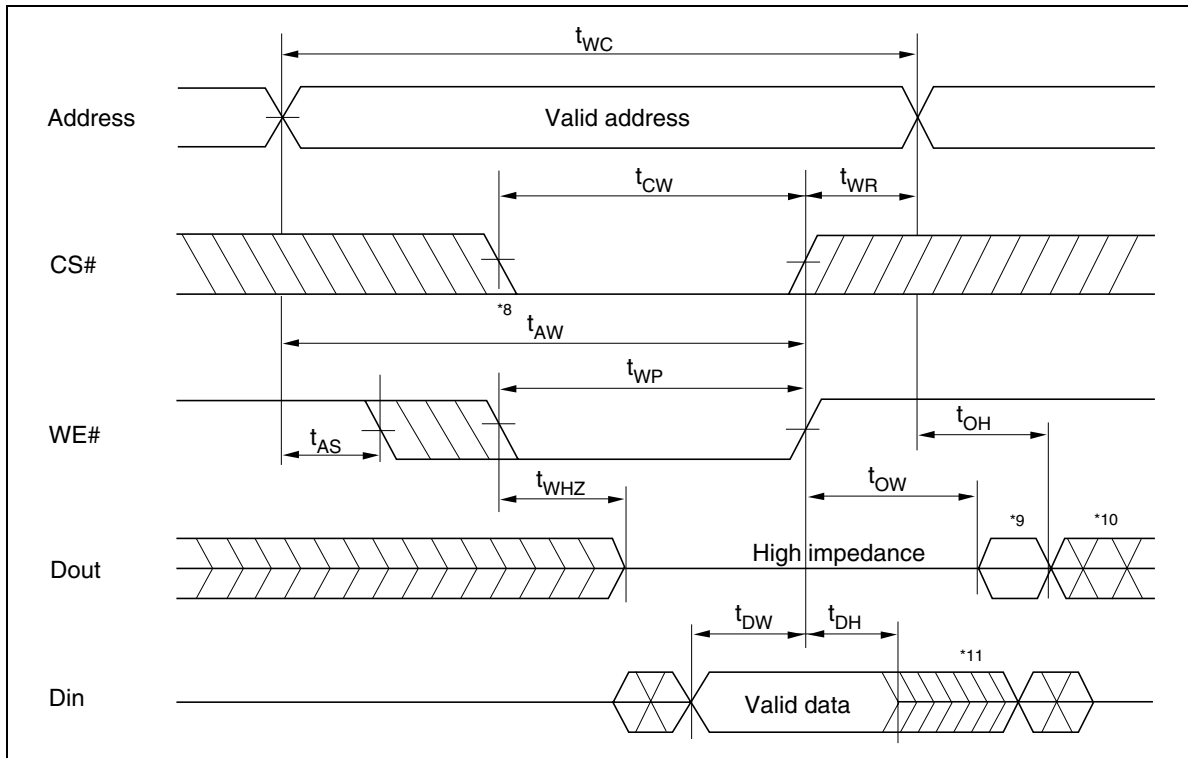 tWC
Address
Valid address
tCW
tWR
CS#
*8
tAW
tWP
WE#
tAS
tOH
tWHZ
tOW
*9
*10
Dout
High impedance
tDW
tDH
*11
Din
Valid data